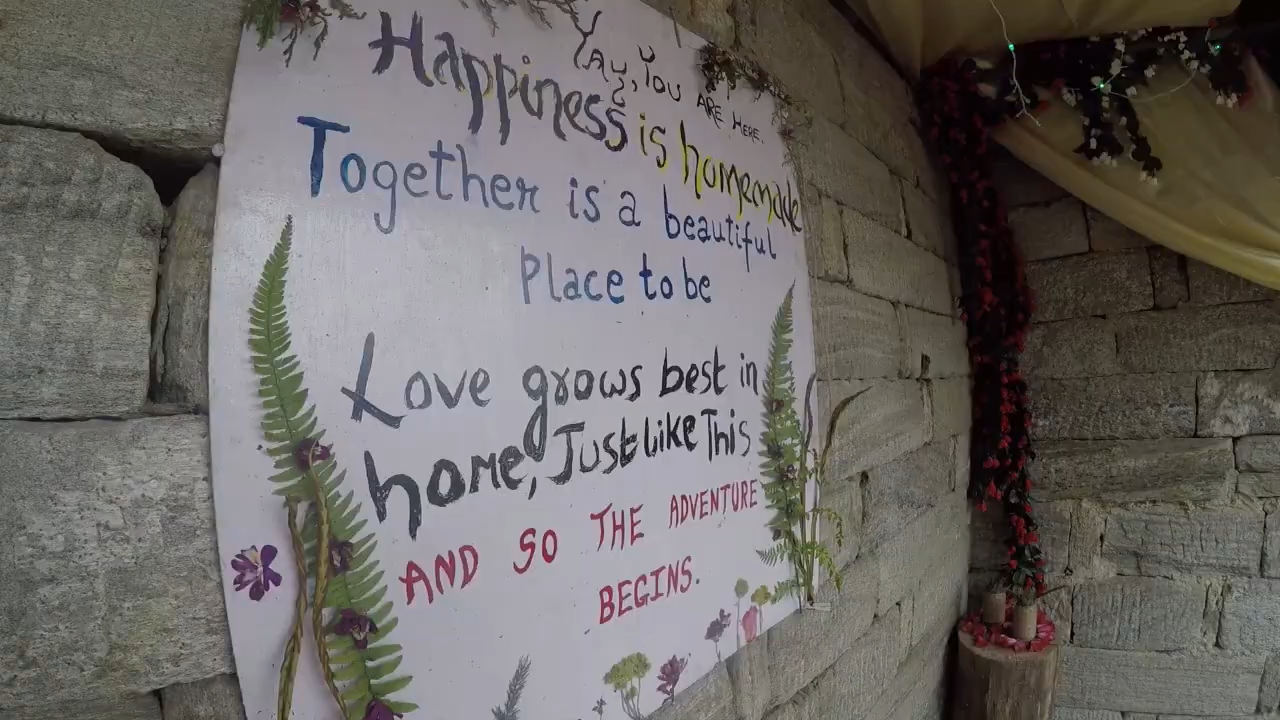 Yay, You are Here.
Happiness is homemade
Together is a beautiful
Place to be
Love grows best in
home, Just like This
AND SO THE ADVENTURE
BEGINS.